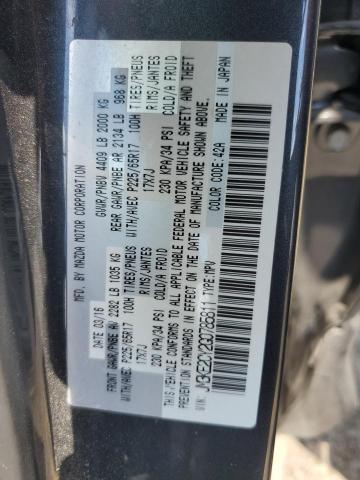 MFD. BY MAZDA MOTOR CORPORATION
DATE 03/16 GVWR/PNBV 4409 LB 2000 KG
FRONT GAWR/PNBE AV 2282 LB 1035 KG REAR GAWR/PNBE AR 2134 LB 968 KG
WITH/AVEC P225/65R17 100H TIRES/PNEUS WITH/AVEC P225/65R17 100H TIRES/PNEUS
17X7J RIMS/JANTES 17X7J RIMS/JANTES
230 KPA/34 PSI COLD/A FROID 230 KPA/34 PSI COLD/A FROID
THIS VEHICLE CONFORMS TO ALL APPLICABLE FEDERAL MOTOR VEHICLE SAFETY AND THEFT
PREVENTION STANDARDS IN EFFECT ON THE DATE OF MANUFACTURE SHOWN ABOVE.
COLOR CODE:42A MADE IN JAPAN
VIN: TYPE:MPV